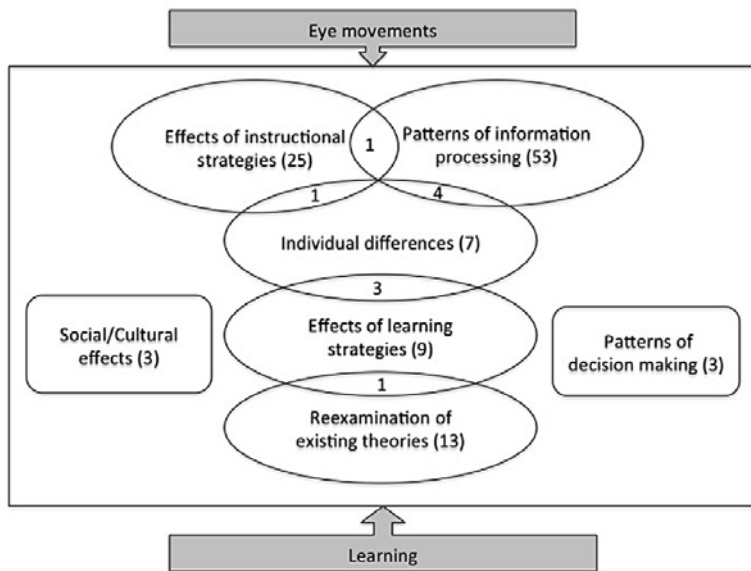 Eye movements
Effects of instructional
strategies (25)
1
Patterns of information
processing (53)
1
4
Individual differences (7)
3
Social/Cultural
effects (3)
Effects of learning
strategies (9)
Patterns of
decision making (3)
1
Reexamination of
existing theories (13)
Learning